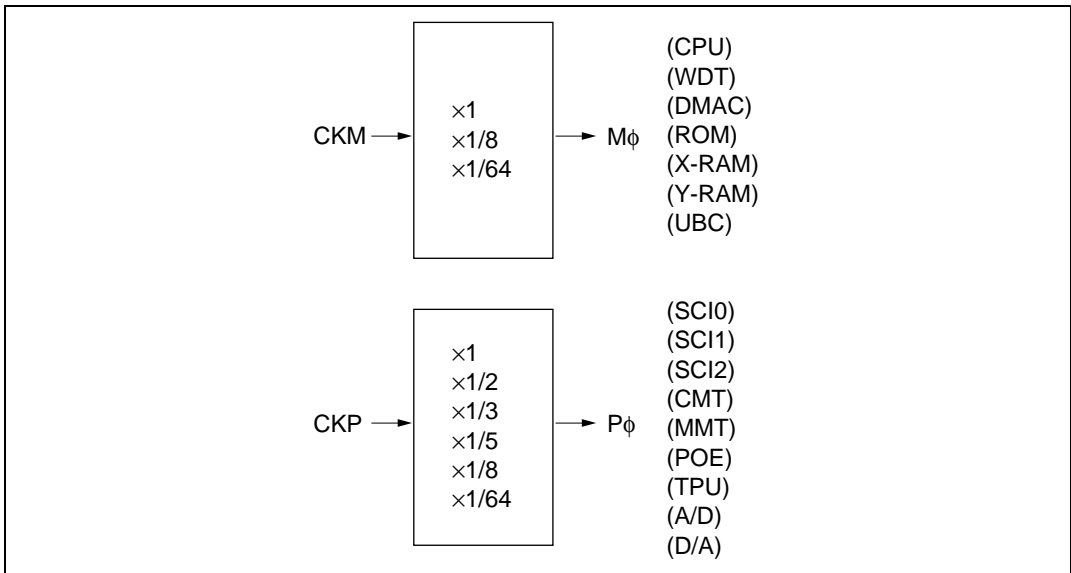 CKM
×1
×1/8
×1/64
Mϕ
(CPU)
(WDT)
(DMAC)
(ROM)
(X-RAM)
(Y-RAM)
(UBC)
CKP
×1
×1/2
×1/3
×1/5
×1/8
×1/64
Pϕ
(SCI0)
(SCI1)
(SCI2)
(CMT)
(MMT)
(POE)
(TPU)
(A/D)
(D/A)